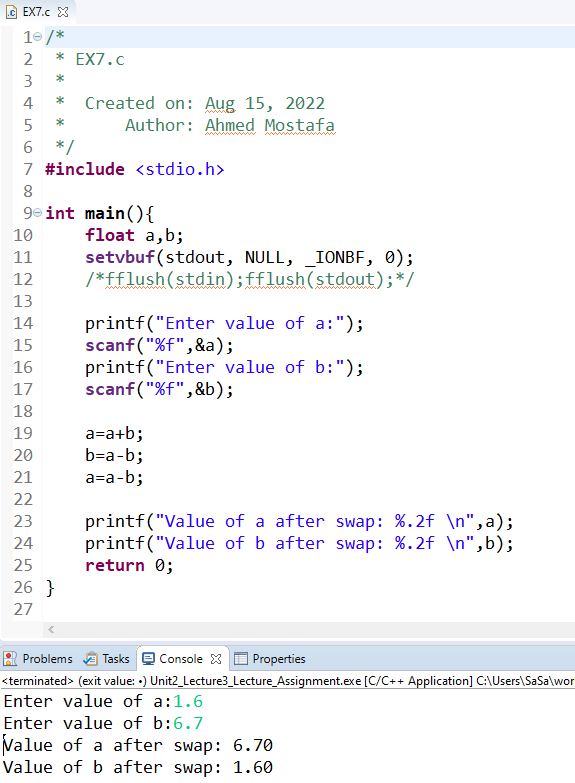 EX7.c
1 /*
2 * EX7.c
3 *
4 * Created on: Aug 15, 2022
5 * Author: Ahmed Mostafa
6 */
7 #include <stdio.h>
8
9 int main(){
10 float a,b;
11 setvbuf(stdout, NULL, _IONBF, 0);
12 /*fflush(stdin);fflush(stdout);*/
13
14 printf("Enter value of a:");
15 scanf("%f",&a);
16 printf("Enter value of b:");
17 scanf("%f",&b);
18
19 a=a+b;
20 b=a-b;
21 a=a-b;
22
23 printf("Value of a after swap: %.2f \n",a);
24 printf("Value of b after swap: %.2f \n",b);
25 return 0;
26 }
27
Problems Tasks Console Properties
<terminated> (exit value: •) Unit2_Lecture3_Lecture_Assignment.exe [C/C++ Application] C:\Users\SaSa\wor
Enter value of a:1.6
Enter value of b:6.7
Value of a after swap: 6.70
Value of b after swap: 1.60